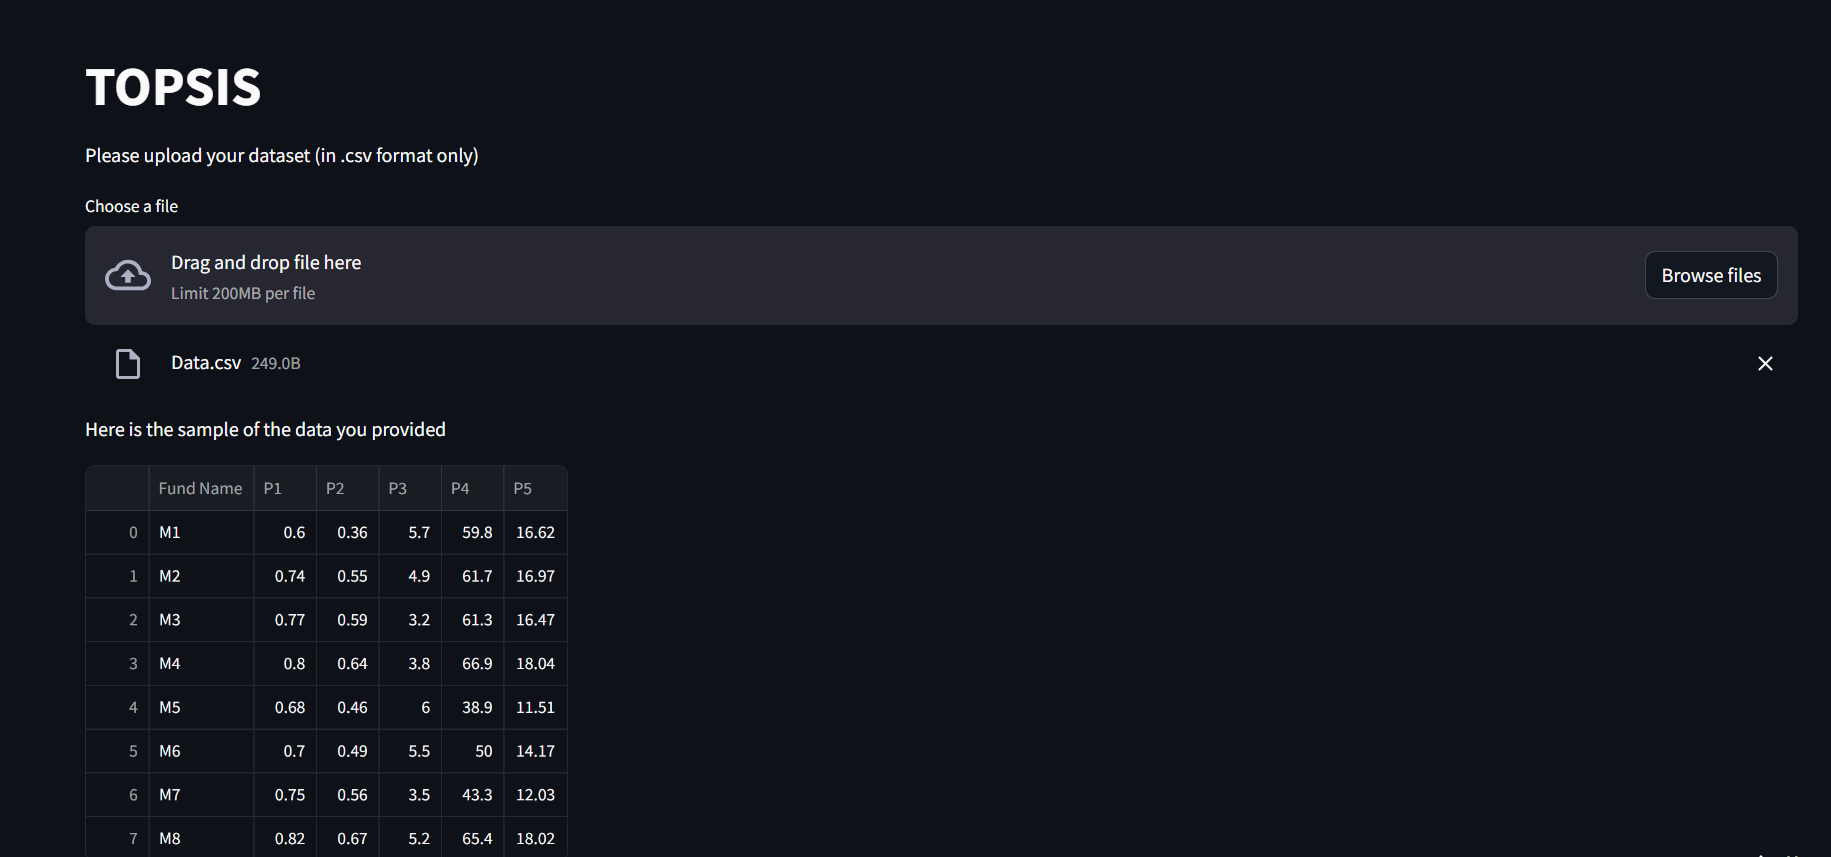 TOPSIS
Please upload your dataset (in .csv format only)
Choose a file
Drag and drop file here
Limit 200MB per file
Browse files
Data.csv 249.0B
Here is the sample of the data you provided
Fund Name P1 P2 P3 P4 P5
0 M1 0.6 0.36 5.7 59.8 16.62
1 M2 0.74 0.55 4.9 61.7 16.97
2 M3 0.77 0.59 3.2 61.3 16.47
3 M4 0.8 0.64 3.8 66.9 18.04
4 M5 0.68 0.46 6 38.9 11.51
5 M6 0.7 0.49 5.5 50 14.17
6 M7 0.75 0.56 3.5 43.3 12.03
7 M8 0.82 0.67 5.2 65.4 18.02